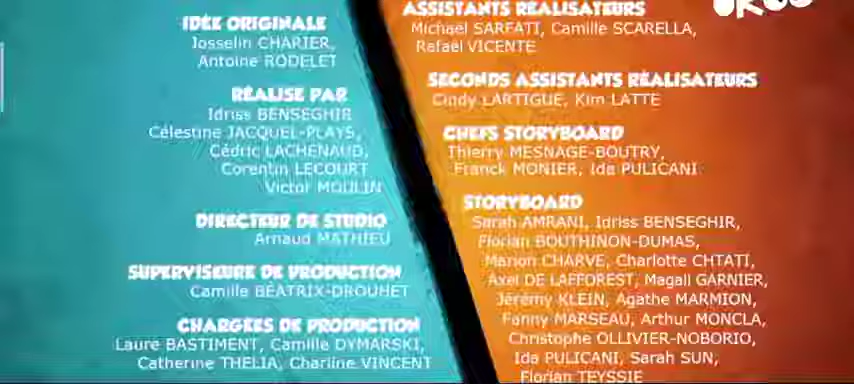 IDÉE ORIGINALE
Josselin CHARIER,
Antoine RODELET
RÉALISÉ PAR
Idriss BENSEGHIR
Célestine JACQUEL-PLAYS,
Cédric LACHENAUD,
Corentin LECOURT
Victor MOULIN
DIRECTEUR DE STUDIO
Arnaud MATHIEU
SUPERVISEURE DE PRODUCTION
Camille BÉATRIX-DROUHET
CHARGÉES DE PRODUCTION
Laure BASTIMENT, Camille DYMARSKI,
Catherine THELIA, Charline VINCENT
ASSISTANTS RÉALISATEURS
Michaël SARFATI, Camille SCARELLA,
Rafaël VICENTE
SECONDS ASSISTANTS RÉALISATEURS
Cindy LARTIGUE, Kim LATTE
CHEFS STORYBOARD
Thierry MESNAGE-BOUTRY,
Franck MONIER, Ida PULICANI
STORYBOARD
Sarah AMRANI, Idriss BENSEGHIR,
Florian BOUTHINON-DUMAS,
Marion CHARVE, Charlotte CHTATI,
Axel DE LAFFOREST, Magali GARNIER,
Jérémy KLEIN, Agathe MARMION,
Fanny MARSEAU, Arthur MONCLA,
Christophe OLLIVIER-NOBORIO,
Ida PULICANI, Sarah SUN,
Florian TEYSSIE